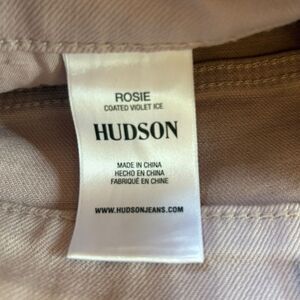 ROSIE
COATED VIOLET ICE
HUDSON
MADE IN CHINA
HECHO EN CHINA
FABRIQUÉ EN CHINE
WWW.HUDSONJEANS.COM